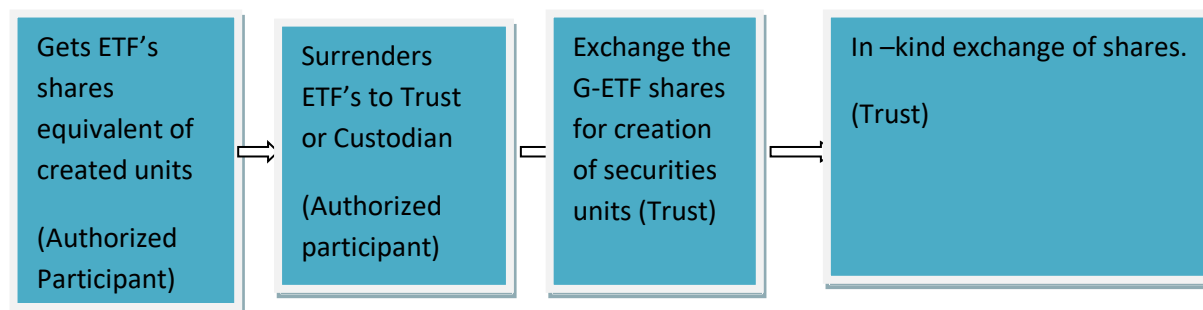 Gets ETF’s
shares
equivalent of
created units
(Authorized
Participant)
Surrenders
ETF’s to Trust
or Custodian
(Authorized
participant)
Exchange the
G-ETF shares
for creation
of securities
units (Trust)
In –kind exchange of shares.
(Trust)